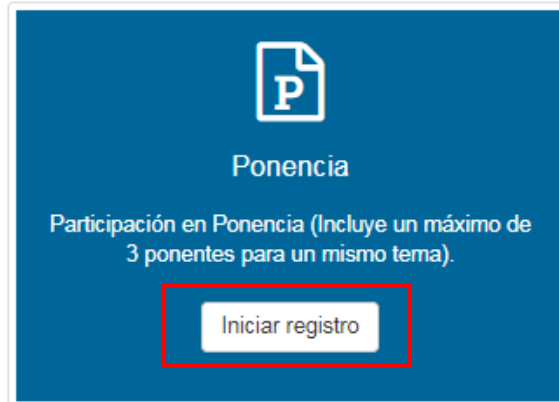 P
Ponencia
Participación en Ponencia (Incluye un máximo de
3 ponentes para un mismo tema).
Iniciar registro